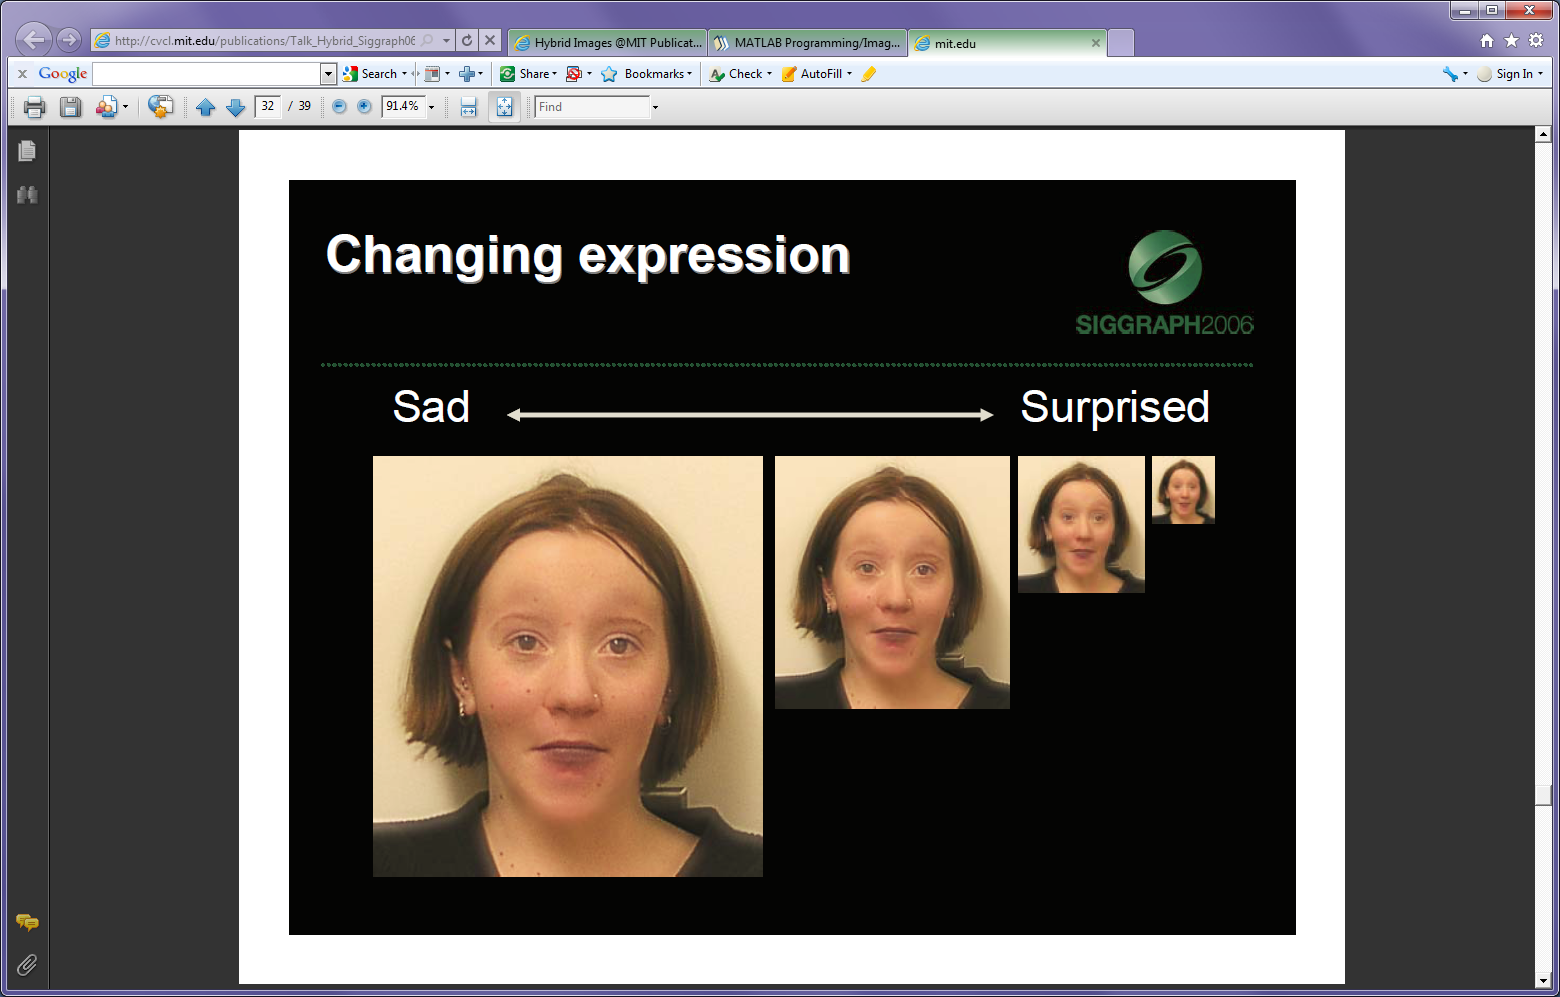 http://cvcl.mit.edu/publications/Talk_Hybrid_Siggraph06
Hybrid Images @MIT Publicat...
MATLAB Programming/Imag...
mit.edu
Google
Search
Share
Bookmarks
Check
AutoFill
Sign In
32 / 39
91.4%
Find
Changing expression
SIGGRAPH2006
Sad
Surprised